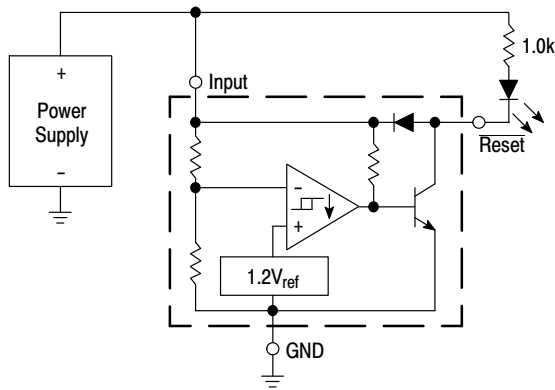 1.0k
+
Input
Power
Supply
Reset
-
-
+
1.2Vref
GND